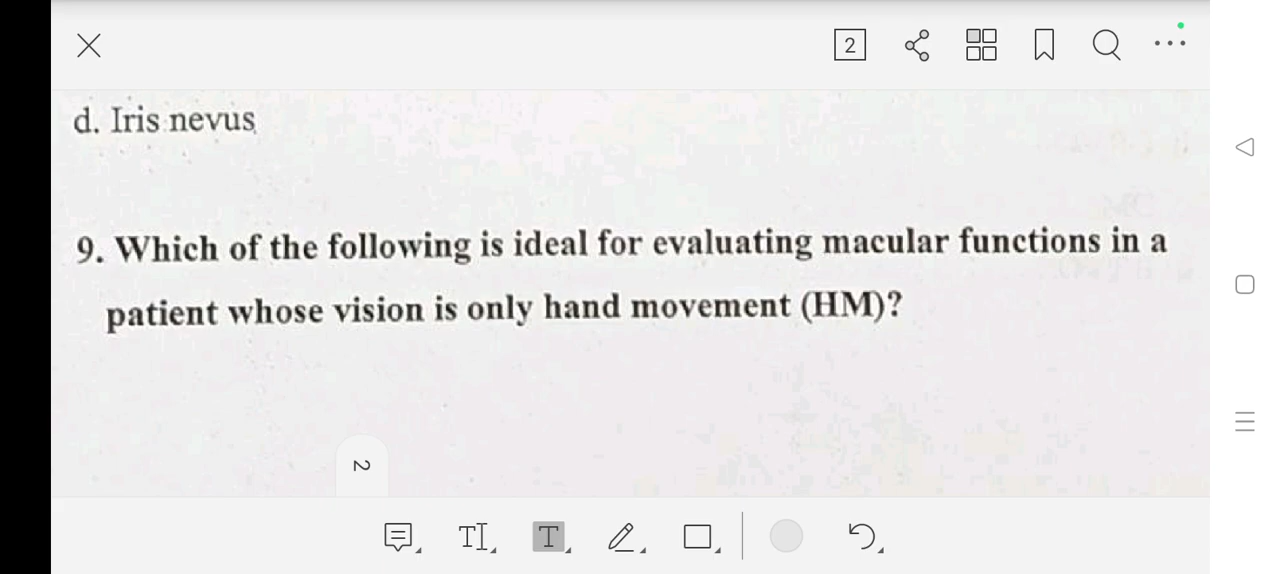 2
d. Iris nevus
9. Which of the following is ideal for evaluating macular functions in a
patient whose vision is only hand movement (HM)?
2
T
T